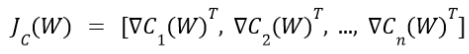 J_C(W) = [∇C_1(W)^T, ∇C_2(W)^T, ..., ∇C_n(W)^T]